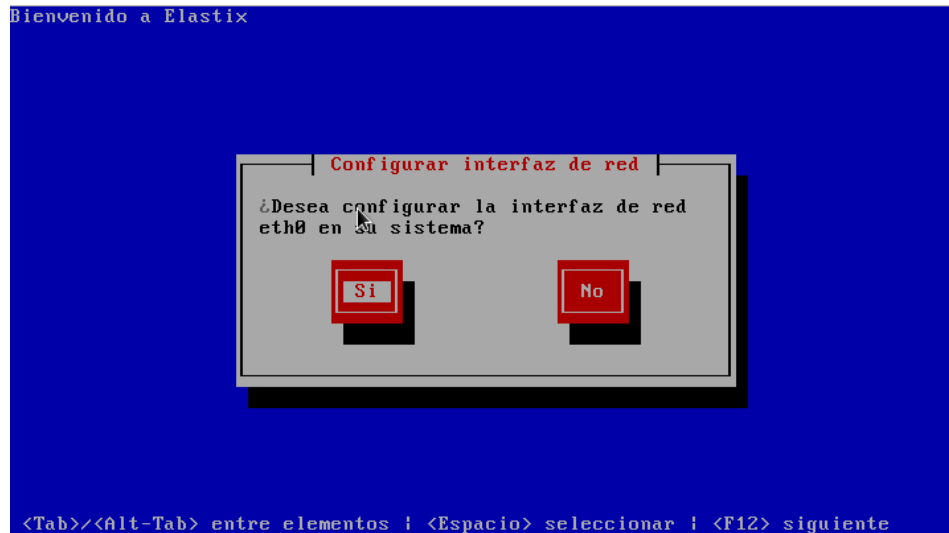 Bienvenido a Elastix
Configurar interfaz de red
¿Desea configurar la interfaz de red
eth0 en su sistema?
Si
No
<Tab>/<Alt-Tab> entre elementos | <Espacio> seleccionar | <F12> siguiente